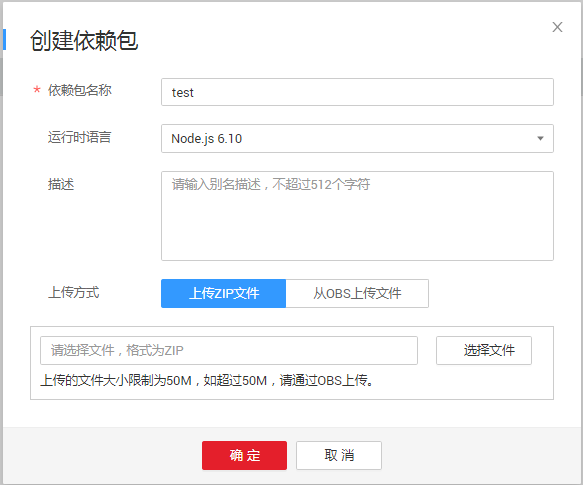 创建依赖包
* 依赖包名称
test
运行时语言
Node.js 6.10
描述
请输入别名描述，不超过512个字符
上传方式
上传ZIP文件
从OBS上传文件
请选择文件，格式为ZIP
选择文件
上传的文件大小限制为50M，如超过50M，请通过OBS上传。
确 定
取 消